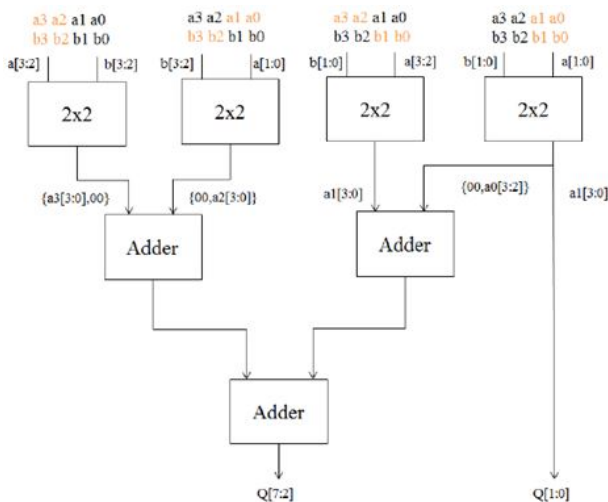 a3 a2 a1 a0
b3 b2 b1 b0
a3 a2 a1 a0
b3 b2 b1 b0
a3 a2 a1 a0
b3 b2 b1 b0
a3 a2 a1 a0
b3 b2 b1 b0
a[3:2] b[3:2] b[3:2] a[1:0] b[1:0] a[3:2] b[1:0] a[1:0]
2x2 2x2 2x2 2x2
{a3[3:0],00} {00,a2[3:0]} a1[3:0] {00,a0[3:2]} a1[3:0]
Adder Adder
Adder
Q[7:2] Q[1:0]